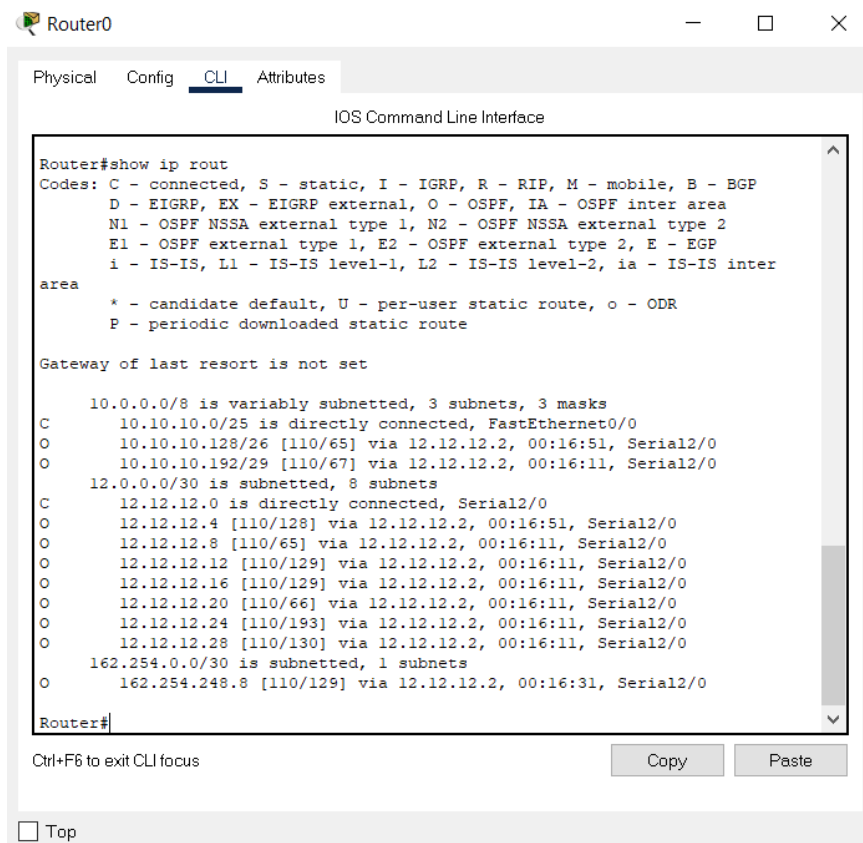 Router0
Physical Config CLI Attributes
IOS Command Line Interface
Router#show ip rout
Codes: C - connected, S - static, I - IGRP, R - RIP, M - mobile, B - BGP
       D - EIGRP, EX - EIGRP external, O - OSPF, IA - OSPF inter area
       N1 - OSPF NSSA external type 1, N2 - OSPF NSSA external type 2
       E1 - OSPF external type 1, E2 - OSPF external type 2, E - EGP
       i - IS-IS, L1 - IS-IS level-1, L2 - IS-IS level-2, ia - IS-IS inter
area
       * - candidate default, U - per-user static route, o - ODR
       P - periodic downloaded static route
Gateway of last resort is not set
     10.0.0.0/8 is variably subnetted, 3 subnets, 3 masks
C       10.10.10.0/25 is directly connected, FastEthernet0/0
O       10.10.10.128/26 [110/65] via 12.12.12.2, 00:16:51, Serial2/0
O       10.10.10.192/29 [110/67] via 12.12.12.2, 00:16:11, Serial2/0
     12.0.0.0/30 is subnetted, 8 subnets
C       12.12.12.0 is directly connected, Serial2/0
O       12.12.12.4 [110/128] via 12.12.12.2, 00:16:51, Serial2/0
O       12.12.12.8 [110/65] via 12.12.12.2, 00:16:11, Serial2/0
O       12.12.12.12 [110/129] via 12.12.12.2, 00:16:11, Serial2/0
O       12.12.12.16 [110/129] via 12.12.12.2, 00:16:11, Serial2/0
O       12.12.12.20 [110/66] via 12.12.12.2, 00:16:11, Serial2/0
O       12.12.12.24 [110/193] via 12.12.12.2, 00:16:11, Serial2/0
O       12.12.12.28 [110/130] via 12.12.12.2, 00:16:11, Serial2/0
     162.254.0.0/30 is subnetted, 1 subnets
O       162.254.248.8 [110/129] via 12.12.12.2, 00:16:31, Serial2/0
Router#
Ctrl+F6 to exit CLI focus Copy Paste
Top